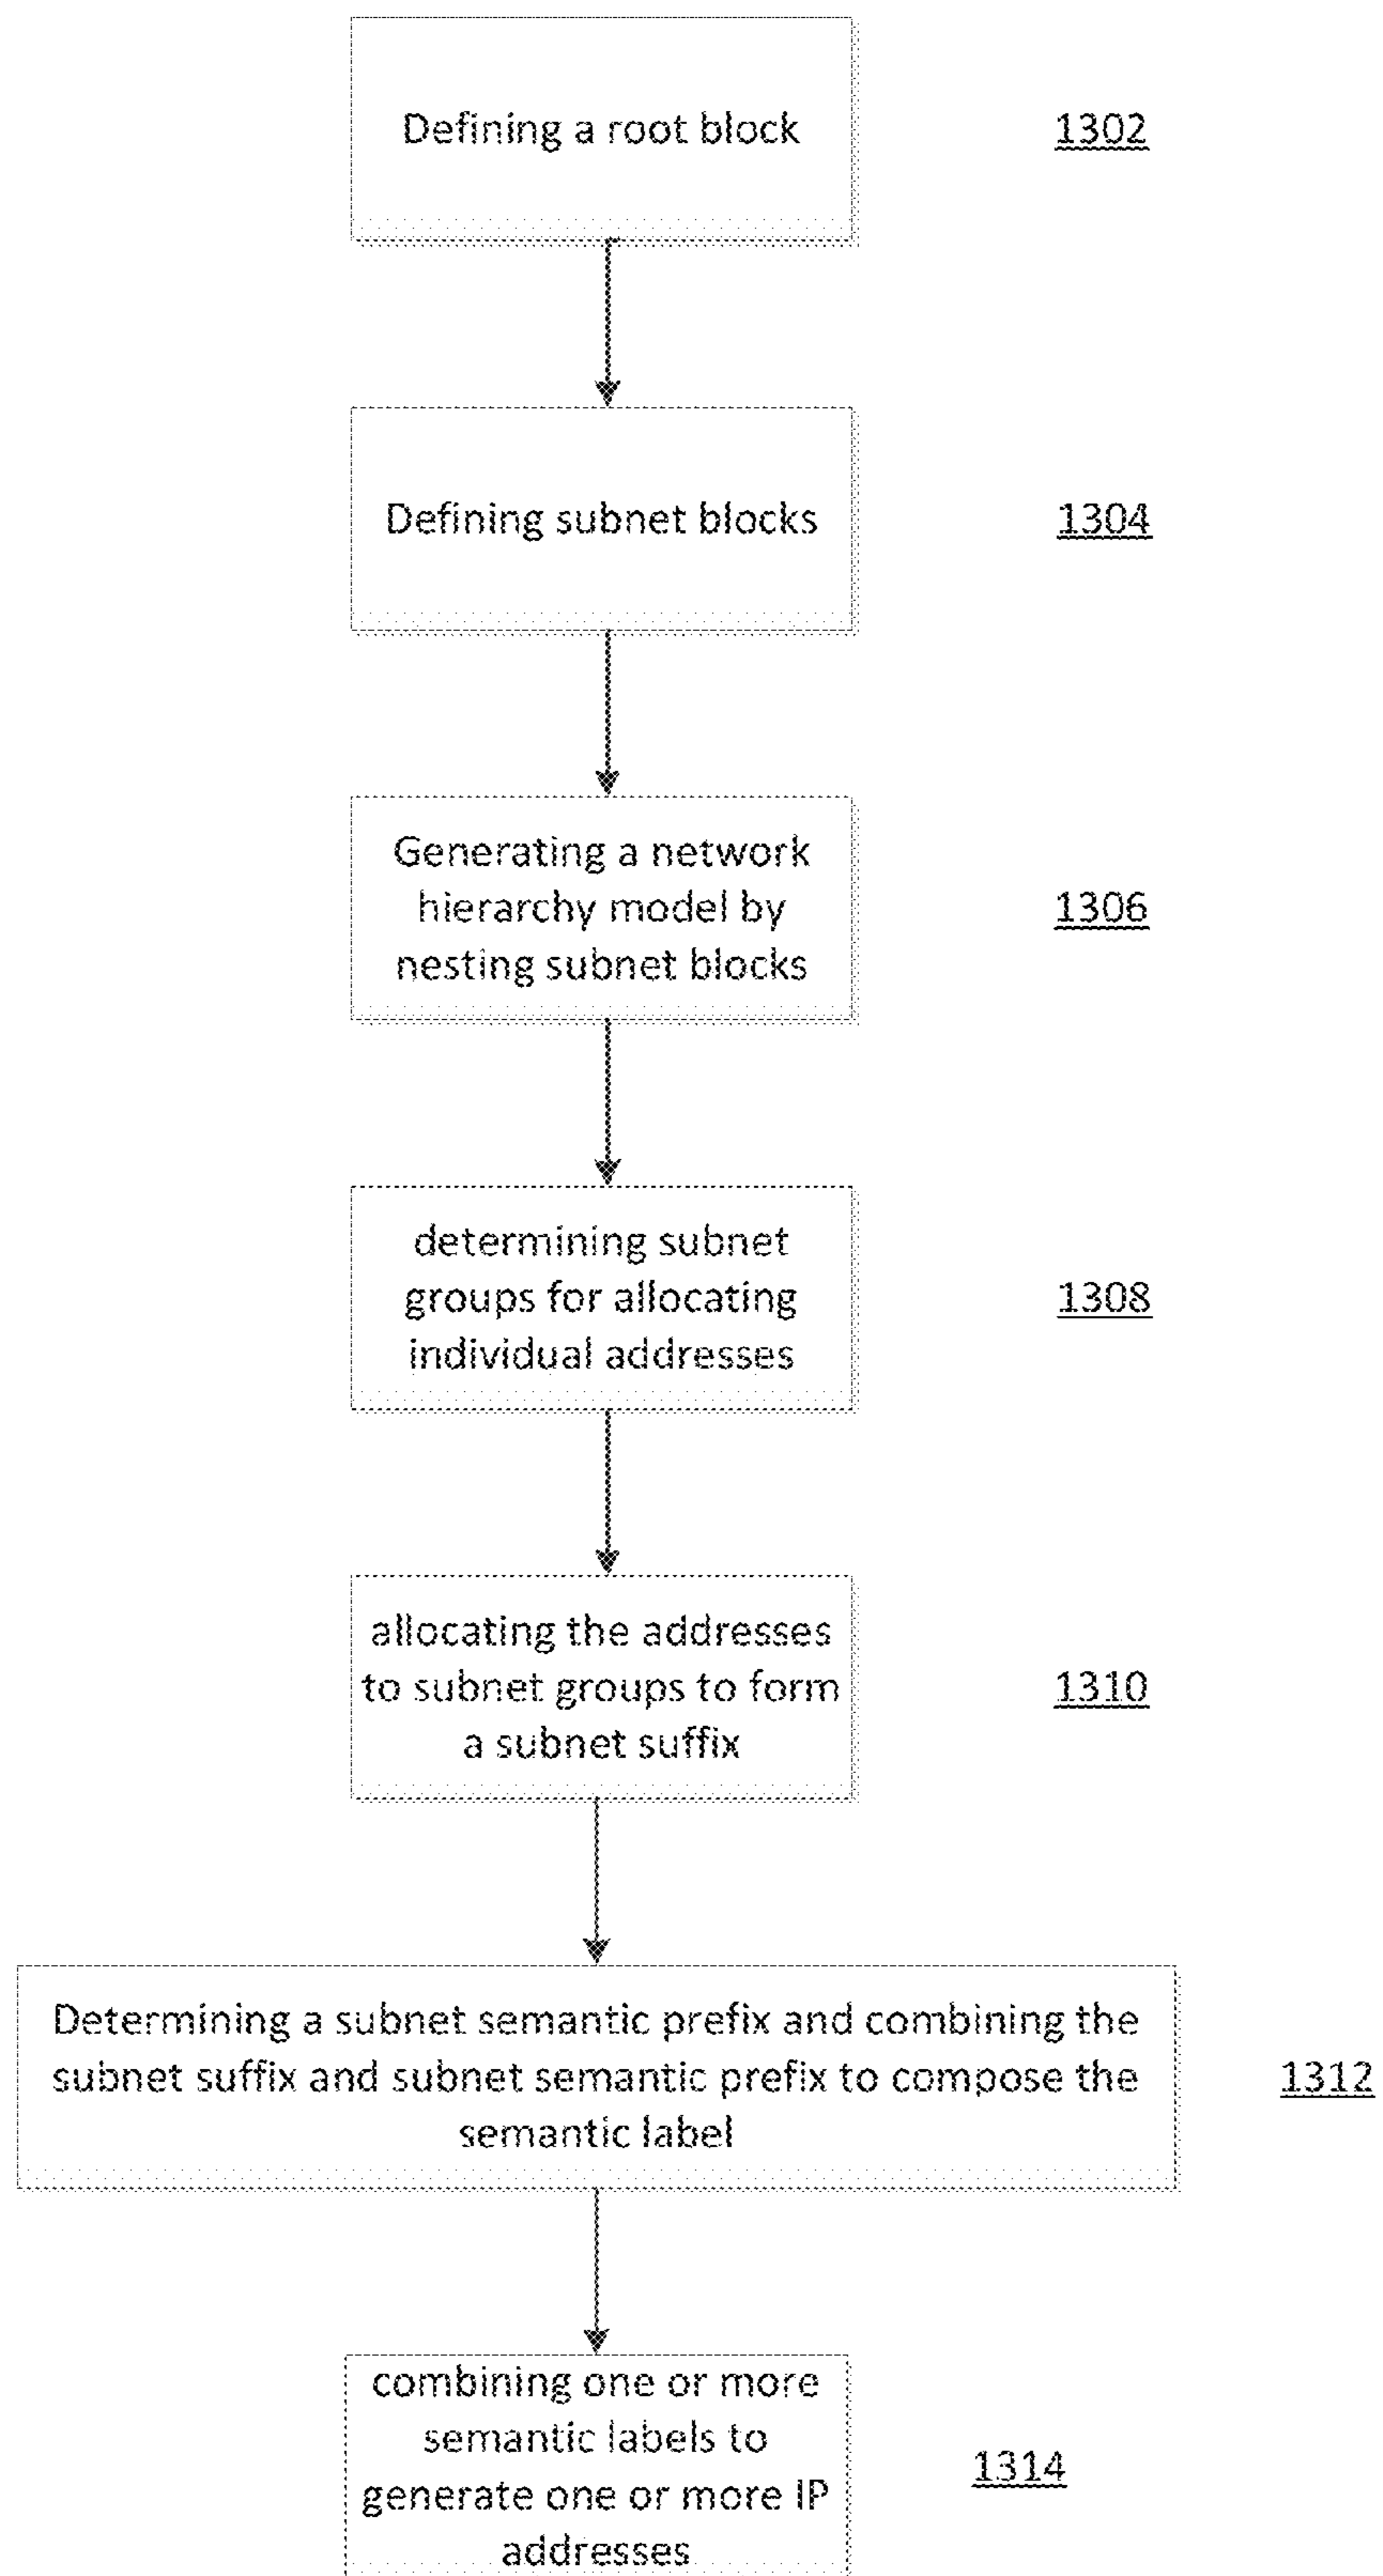 Defining a root block
1302
Defining subnet blocks
1304
Generating a network
hierarchy model by
nesting subnet blocks
1306
determining subnet
groups for allocating
individual addresses
1308
allocating the addresses
to subnet groups to form
a subnet suffix
1310
Determining a subnet semantic prefix and combining the
subnet suffix and subnet semantic prefix to compose the
semantic label
1312
combining one or more
semantic labels to
generate one or more IP
addresses
1314